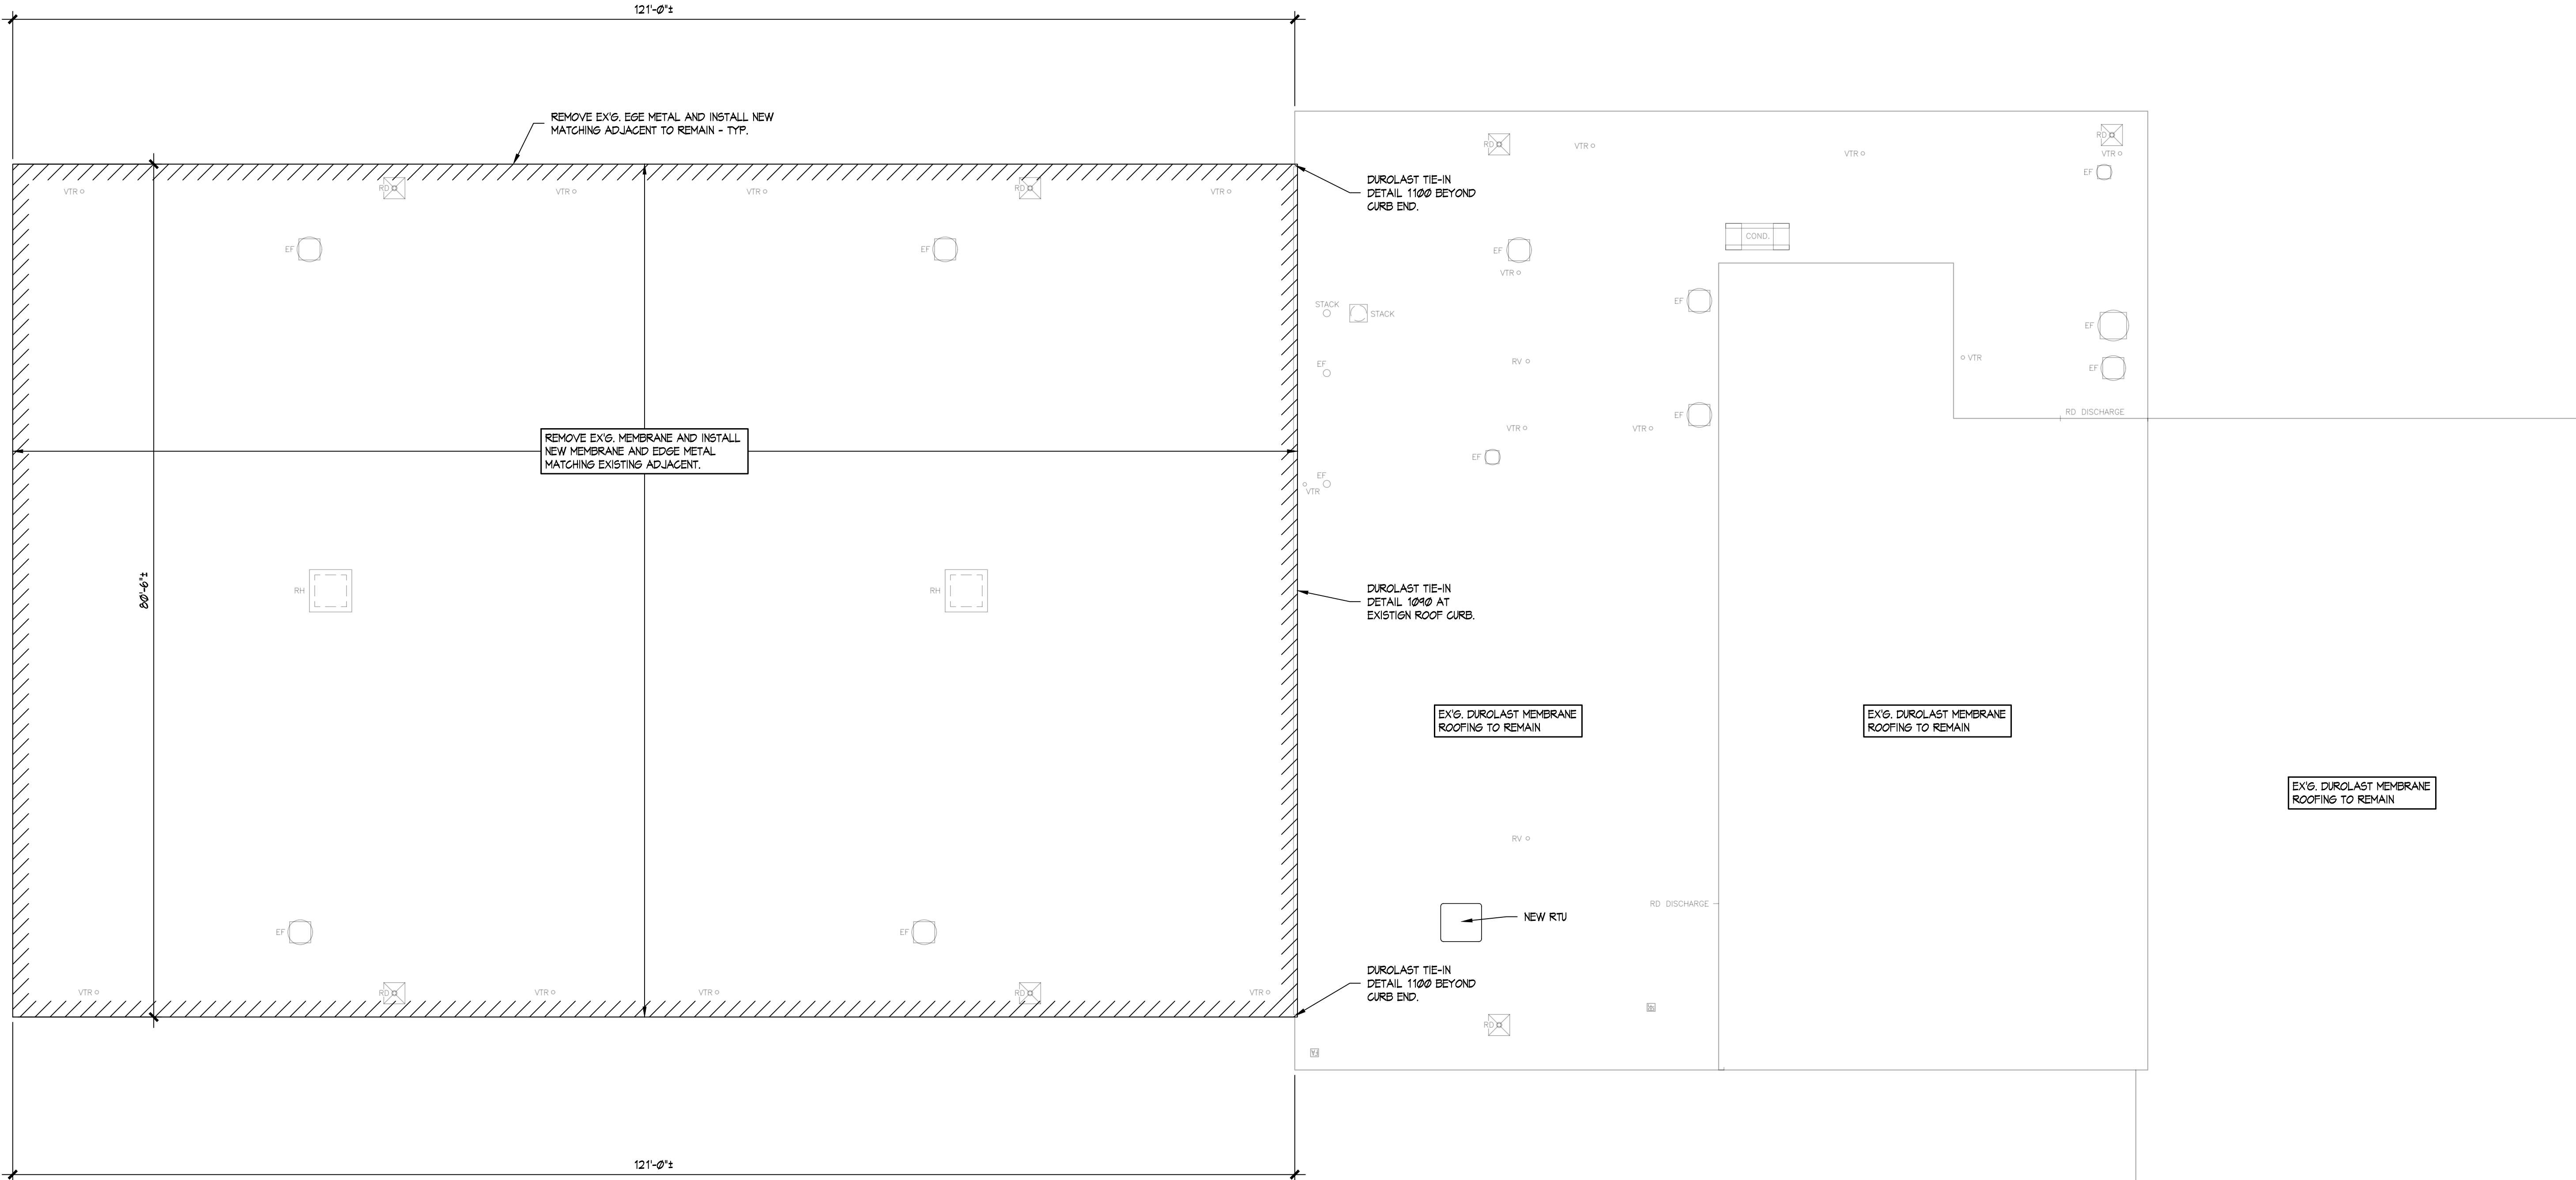 121'-0"±
REMOVE EX'G. EGE METAL AND INSTALL NEW
MATCHING ADJACENT TO REMAIN - TYP.
RD
VTR
VTR
RD
VTR
EF
DUROLAST TIE-IN
DETAIL 1100 BEYOND
CURB END.
VTR
RD
VTR
VTR
RD
VTR
EF
EF
EF
VTR
COND.
STACK
STACK
EF
EF
EF
RV
VTR
EF
EF
RD DISCHARGE
EF
VTR
VTR
REMOVE EX'G. MEMBRANE AND INSTALL
NEW MEMBRANE AND EDGE METAL
MATCHING EXISTING ADJACENT.
EF
EF
VTR
80'-6"±
RH
RH
DUROLAST TIE-IN
DETAIL 1090 AT
EXISTIGN ROOF CURB.
EX'G. DUROLAST MEMBRANE
ROOFING TO REMAIN
EX'G. DUROLAST MEMBRANE
ROOFING TO REMAIN
EX'G. DUROLAST MEMBRANE
ROOFING TO REMAIN
RV
RD DISCHARGE
NEW RTU
EF
EF
DUROLAST TIE-IN
DETAIL 1100 BEYOND
CURB END.
VTR
RD
VTR
VTR
RD
VTR
RD
121'-0"±